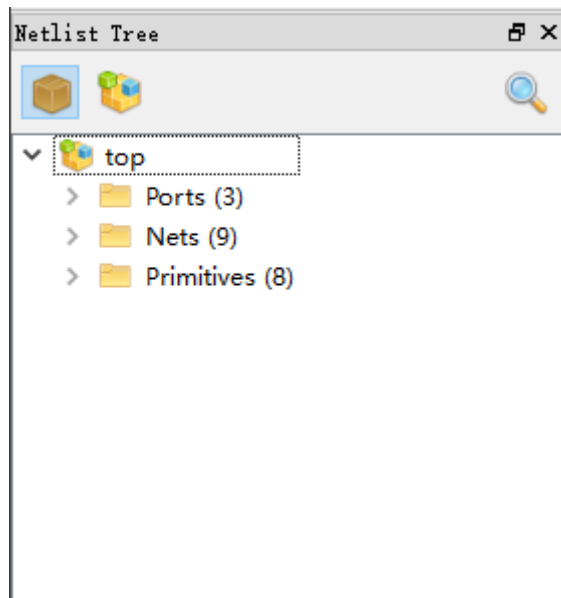 Netlist Tree
top
Ports (3)
Nets (9)
Primitives (8)